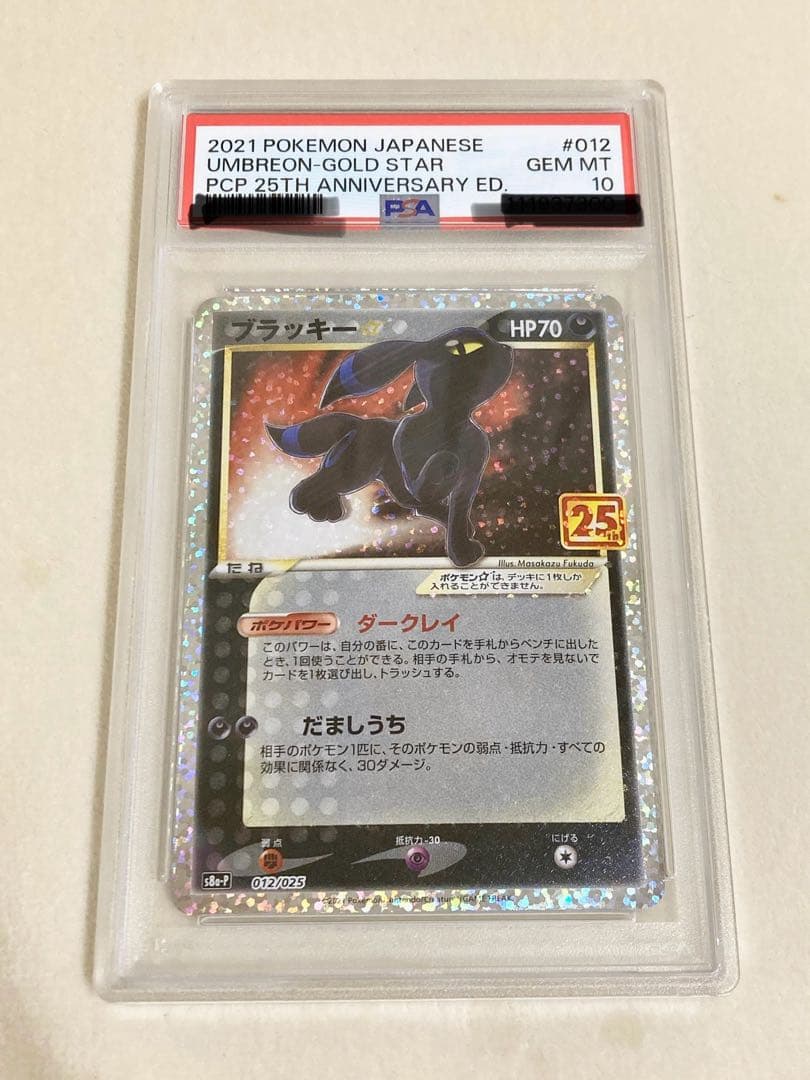 2021 POKEMON JAPANESE #012
UMBREON-GOLD STAR GEM MT
PCP 25TH ANNIVERSARY ED. 10
PSA
ブラッキー☆ HP70
25th
たね
Illus. Masakazu Fukuda
ポケモン☆は、デッキに1枚しか
入れることができません。
ポケパワー ダークレイ
このパワーは、自分の番に、このカードを手札からベンチに出した
とき、1回使うことができる。相手の手札から、オモテを見ないで
カードを1枚選び出し、トラッシュする。
だましうち
相手のポケモン1匹に、そのポケモンの弱点・抵抗力・すべての
効果に関係なく、30ダメージ。
弱点 抵抗力-30 にげる
s8a-P 012/025